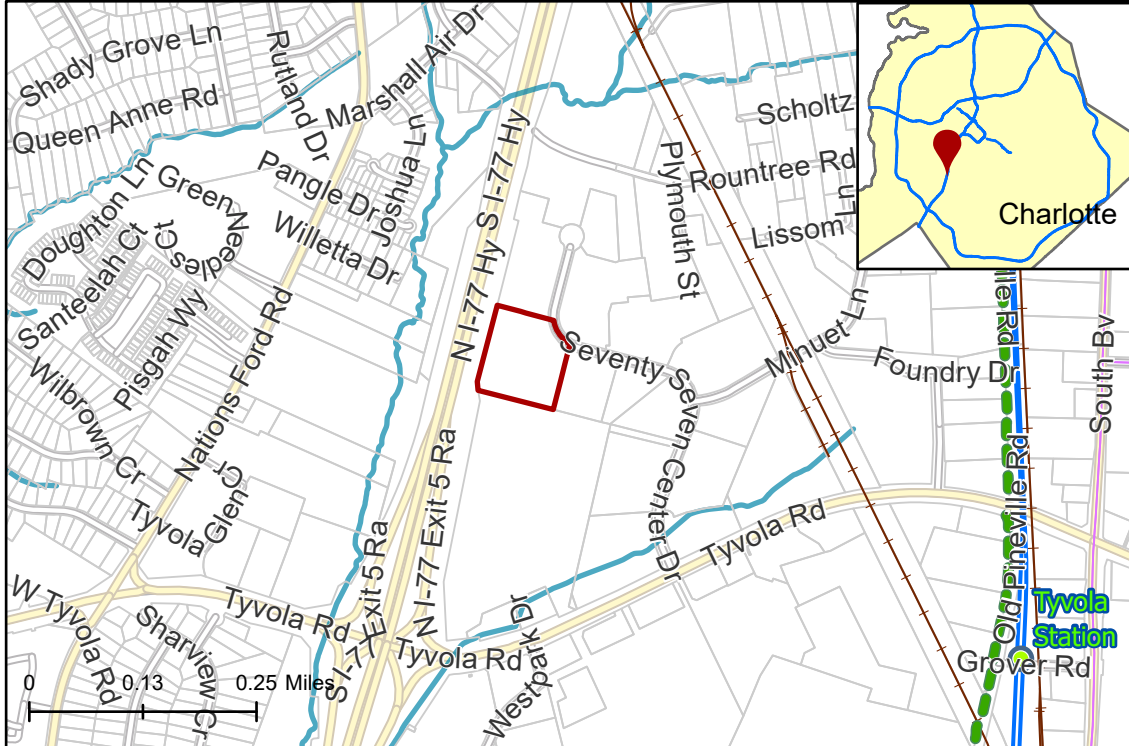 Shady Grove Ln
Queen Anne Rd
Rutland Dr
Marshall Air Dr
Joshua Ln
Pangle Dr
Willetta Dr
Doughton Ln
Green Needles Ct
Santeelah Ct
Pisgah Wy
Wilbrown Cr
Nations Ford Rd
Tyvola Glen Cr
W Tyvola Rd
Sharview Cr
Tyvola Rd
S I-77 Exit 5 Ra
N I-77 Exit 5 Ra
N I-77 Hy
S I-77 Hy
Tyvola Rd
Westpark Dr
Tyvola Rd
Seventy Seven Center Dr
Minuet Ln
Plymouth St
Rountree Rd
Scholtz
Lissom Ln
Foundry Dr
Old Pineville Rd
South Bv
Tyvola
Station
Grover Rd
Charlotte
0 0.13 0.25 Miles